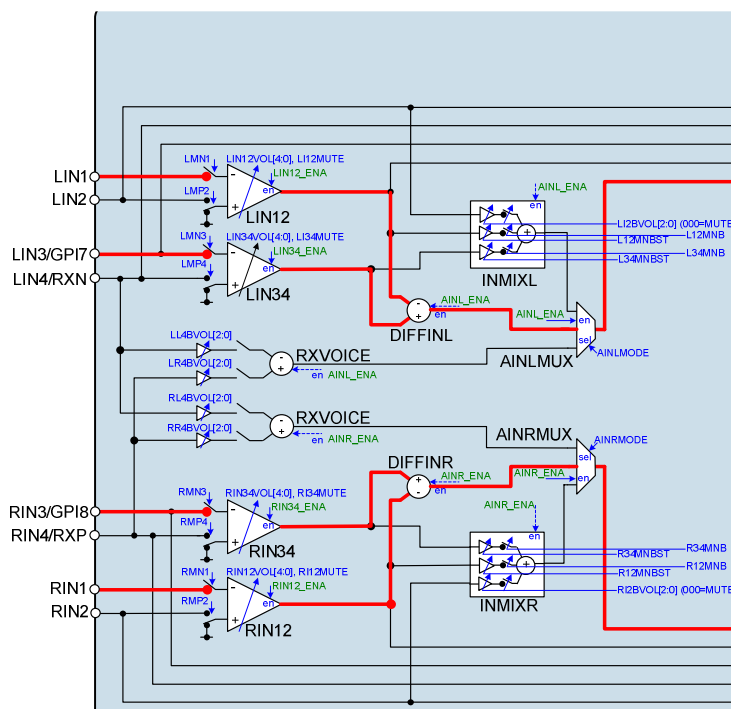 LMN1
LIN12VOL[4:0], LI12MUTE
LIN12_ENA
LIN1
-
en
AINL_ENA
LMP2
LIN2
+
LIN12
LI2BVOL[2:0] (000=MUTE
L12MNB
+
L12MNBST
LMN3
LIN34VOL[4:0], LI34MUTE
LIN3/GPI7
-
LIN34_ENA
L34MNB
L34MNBST
LMP4
en
INMIXL
LIN4/RXN
+
LIN34
-
AINL_ENA
+
en
AINL_ENA
en
DIFFINL
LL4BVOL[2:0]
sel
RXVOICE
AINLMUX
AINLMODE
LR4BVOL[2:0]
-
+
en
AINL_ENA
RL4BVOL[2:0]
RXVOICE
AINRMUX
AINRMODE
RR4BVOL[2:0]
-
+
en
AINR_ENA
sel
DIFFINR
+
AINR_ENA
AINR_ENA
en
-
en
RMN3
RIN34VOL[4:0], RI34MUTE
RIN3/GPI8
-
RIN34_ENA
AINR_ENA
RMP4
en
RIN4/RXP
+
RIN34
R34MNB
R34MNBST
+
RMN1
RIN12VOL[4:0], RI12MUTE
R12MNB
R12MNBST
RIN1
-
RIN12_ENA
RI2BVOL[2:0] (000=MUTE
RMP2
en
INMIXR
RIN2
+
RIN12